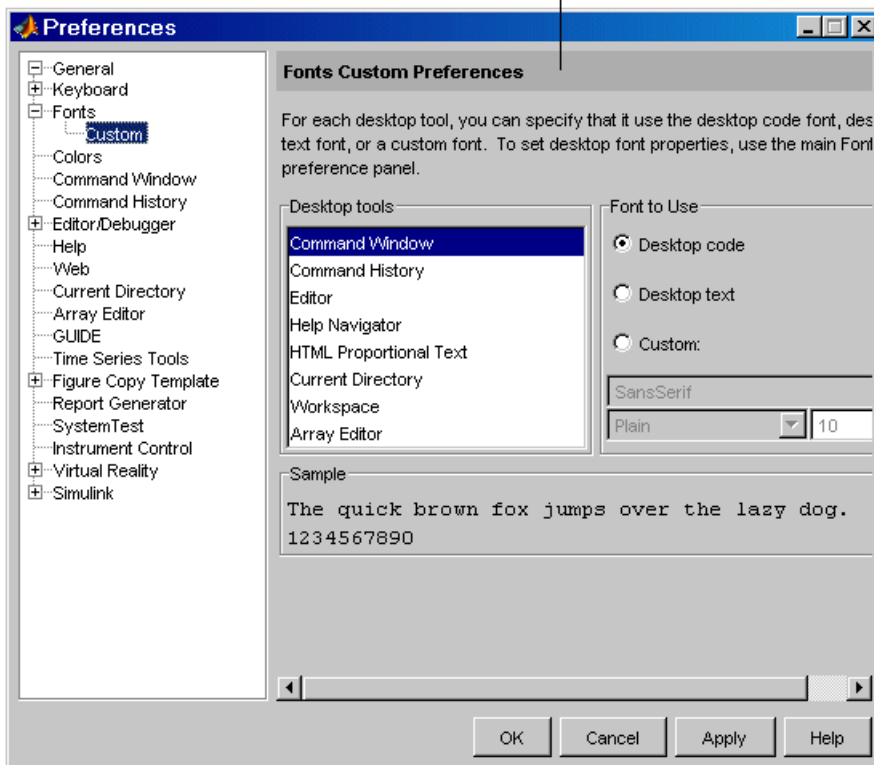 Preferences
General
Keyboard
Fonts
Custom
Colors
Command Window
Command History
Editor/Debugger
Help
Web
Current Directory
Array Editor
GUIDE
Time Series Tools
Figure Copy Template
Report Generator
SystemTest
Instrument Control
Virtual Reality
Simulink
Fonts Custom Preferences
For each desktop tool, you can specify that it use the desktop code font, des
text font, or a custom font. To set desktop font properties, use the main Font
preference panel.
Desktop tools
Command Window
Command History
Editor
Help Navigator
HTML Proportional Text
Current Directory
Workspace
Array Editor
Font to Use
Desktop code
Desktop text
Custom:
SansSerif
Plain 10
Sample
The quick brown fox jumps over the lazy dog.
1234567890
OK Cancel Apply Help